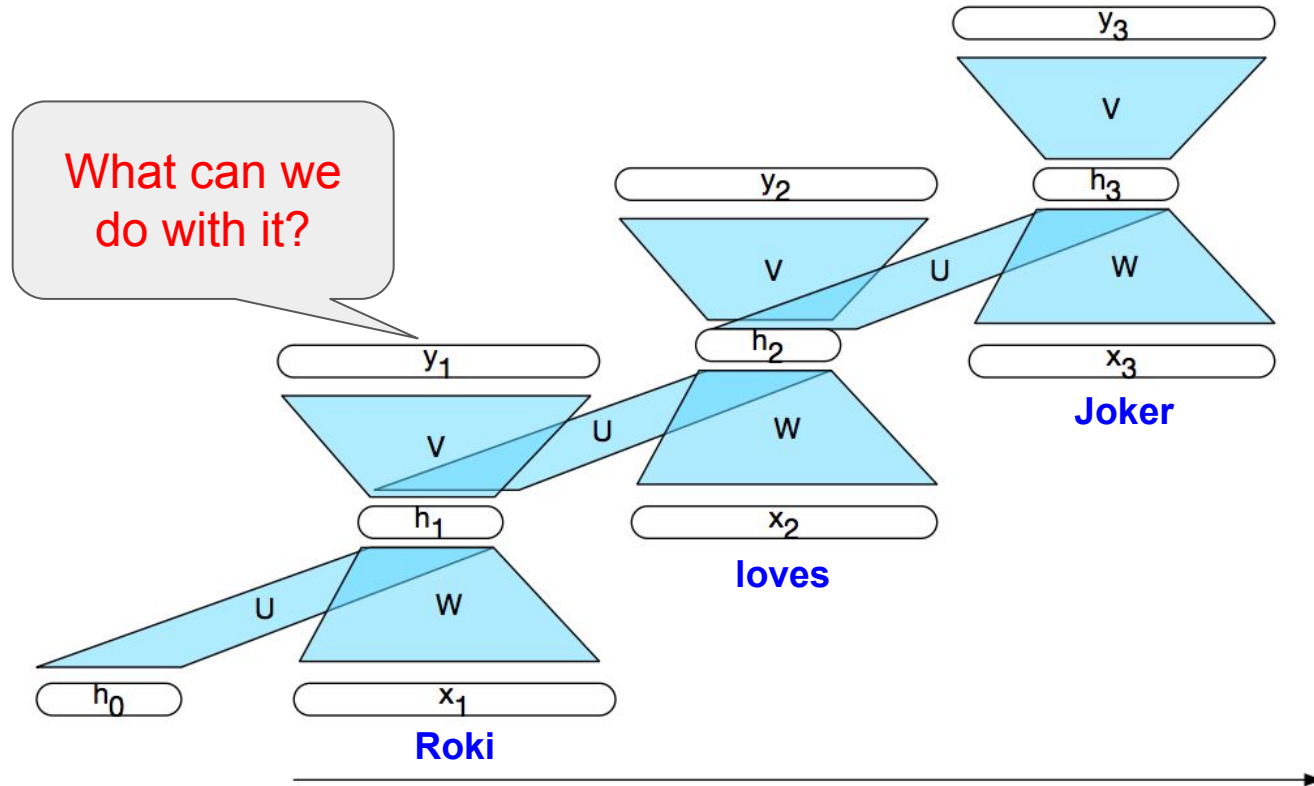 y3
V
What can we
do with it?
y2
h3
V
U
W
y1
h2
x3
Joker
V
U
W
h1
x2
loves
U
W
h0
x1
Roki